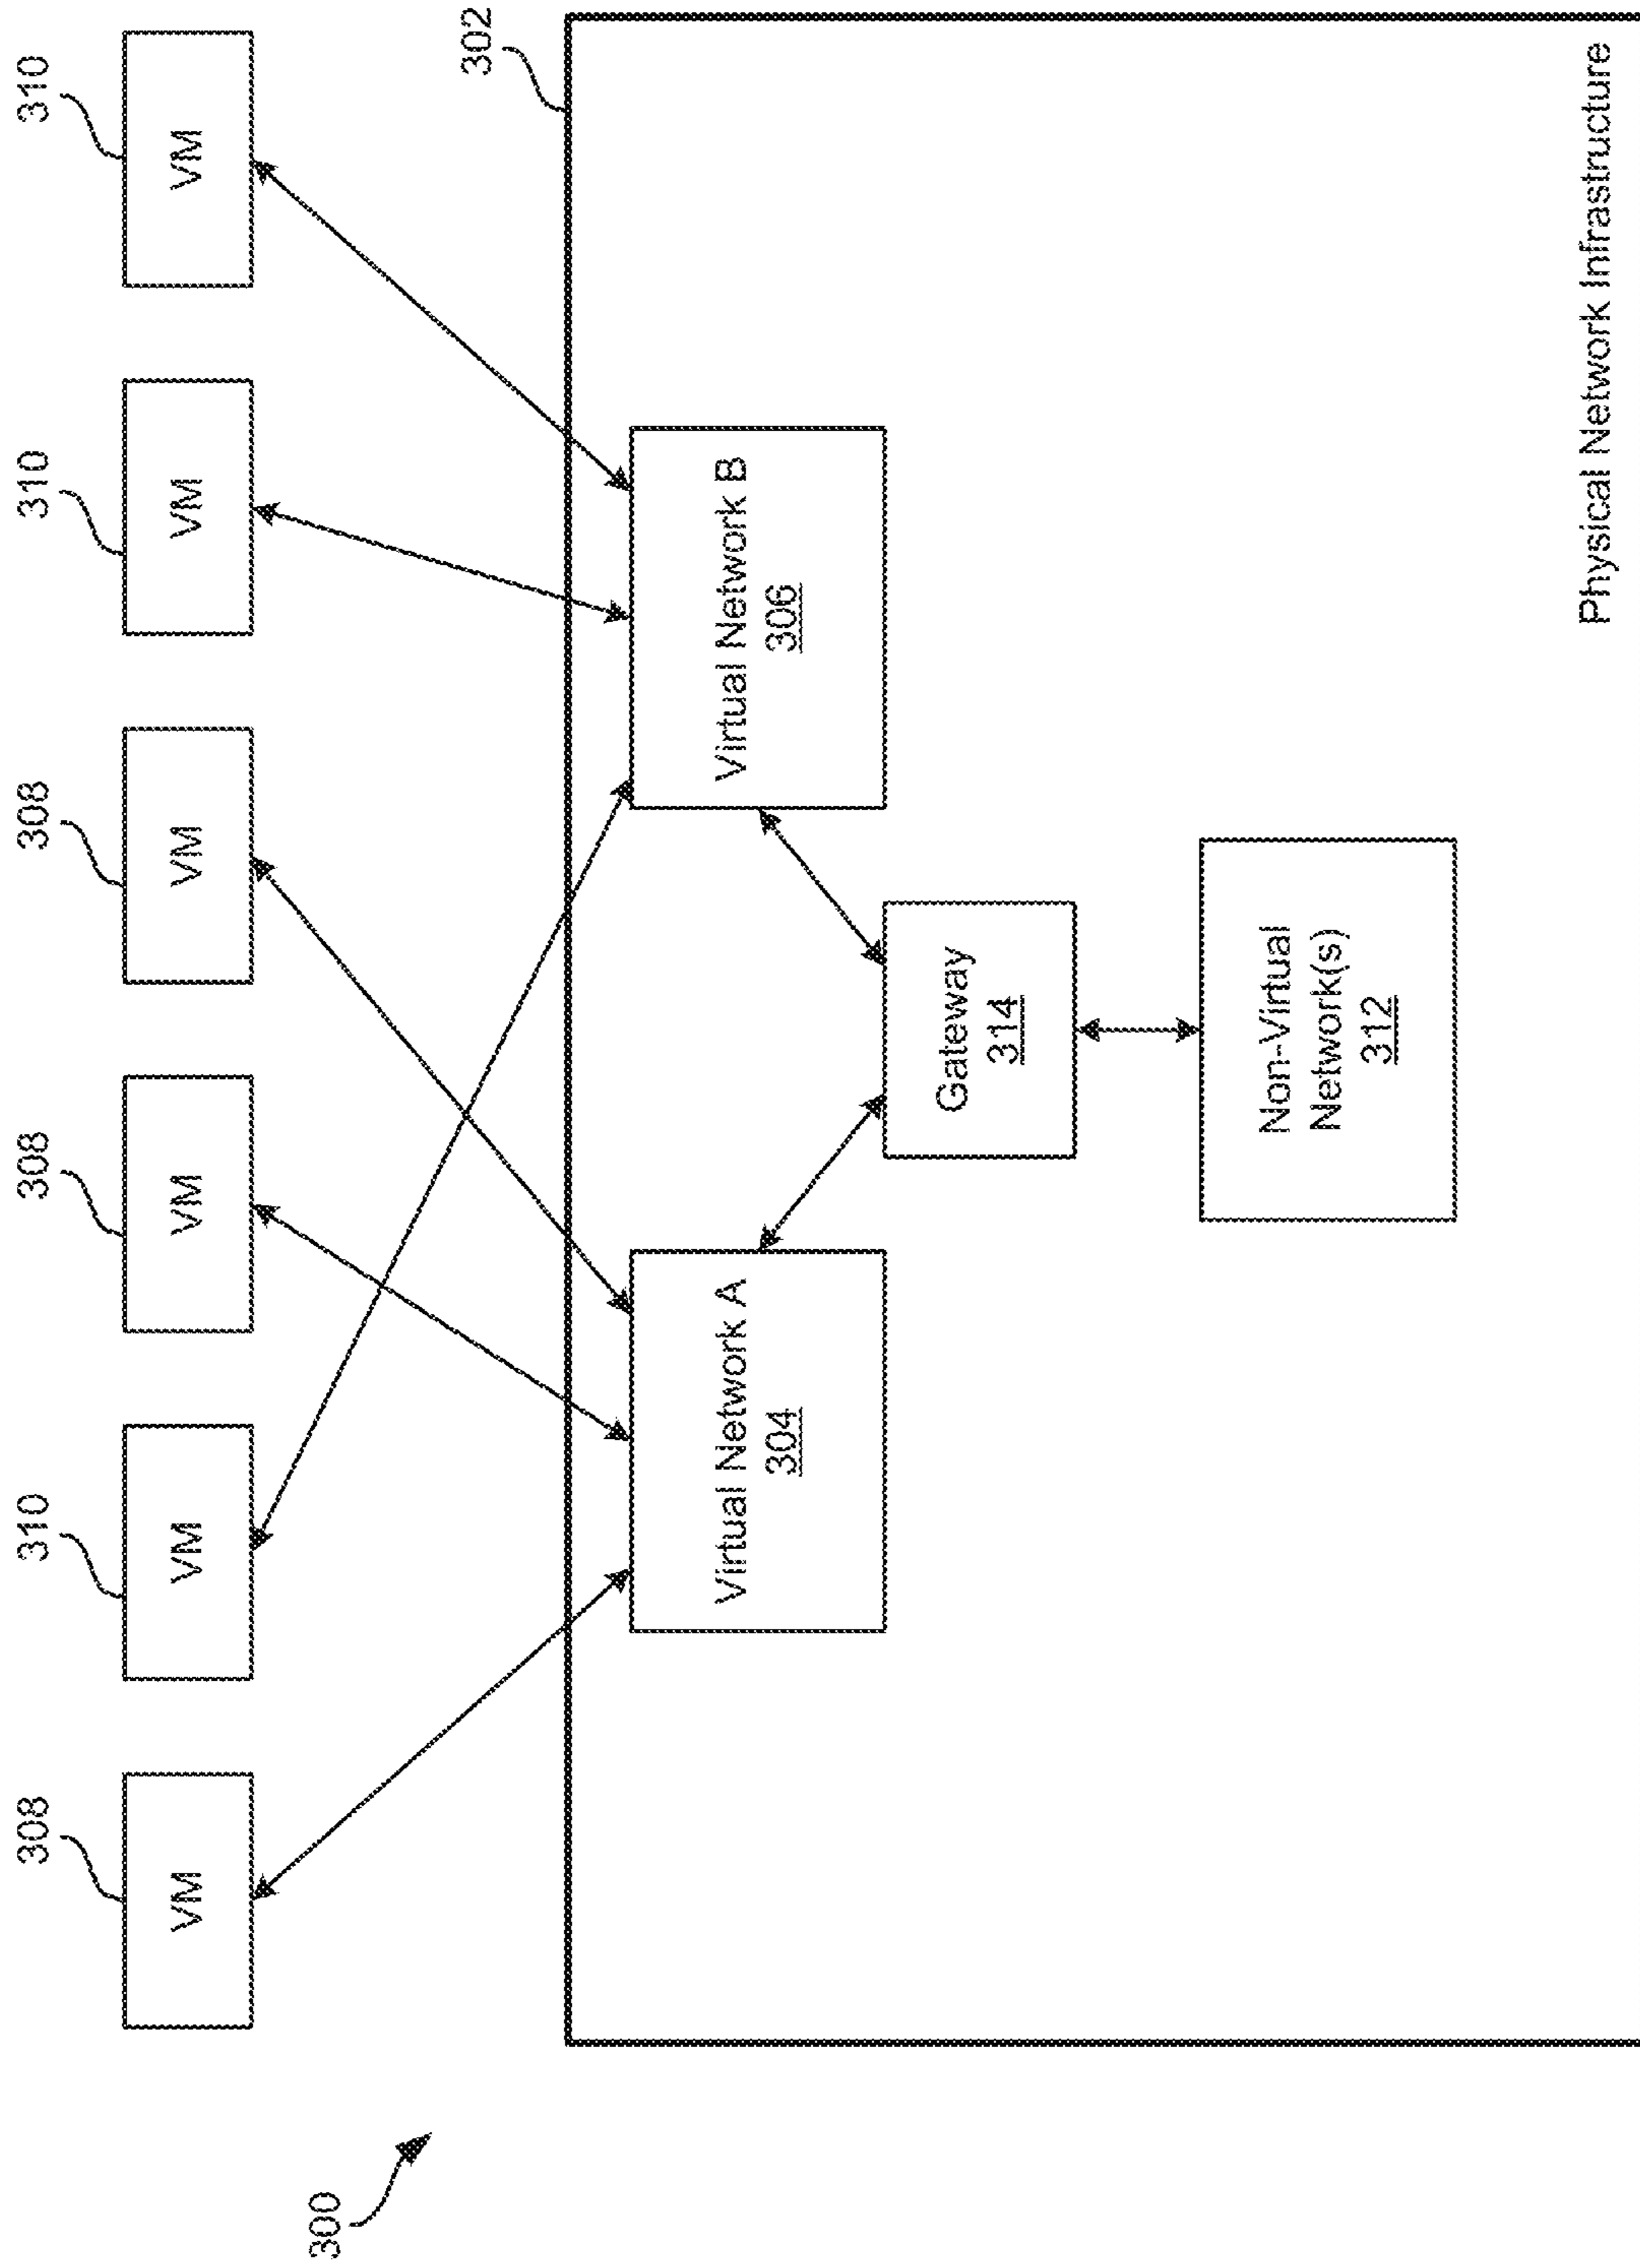 308
310
308
308
310
310
VM
VM
VM
VM
VM
VM
300
302
Virtual Network A
304
Virtual Network B
306
Gateway
314
Non-Virtual
Network(s)
312
Physical Network Infrastructure